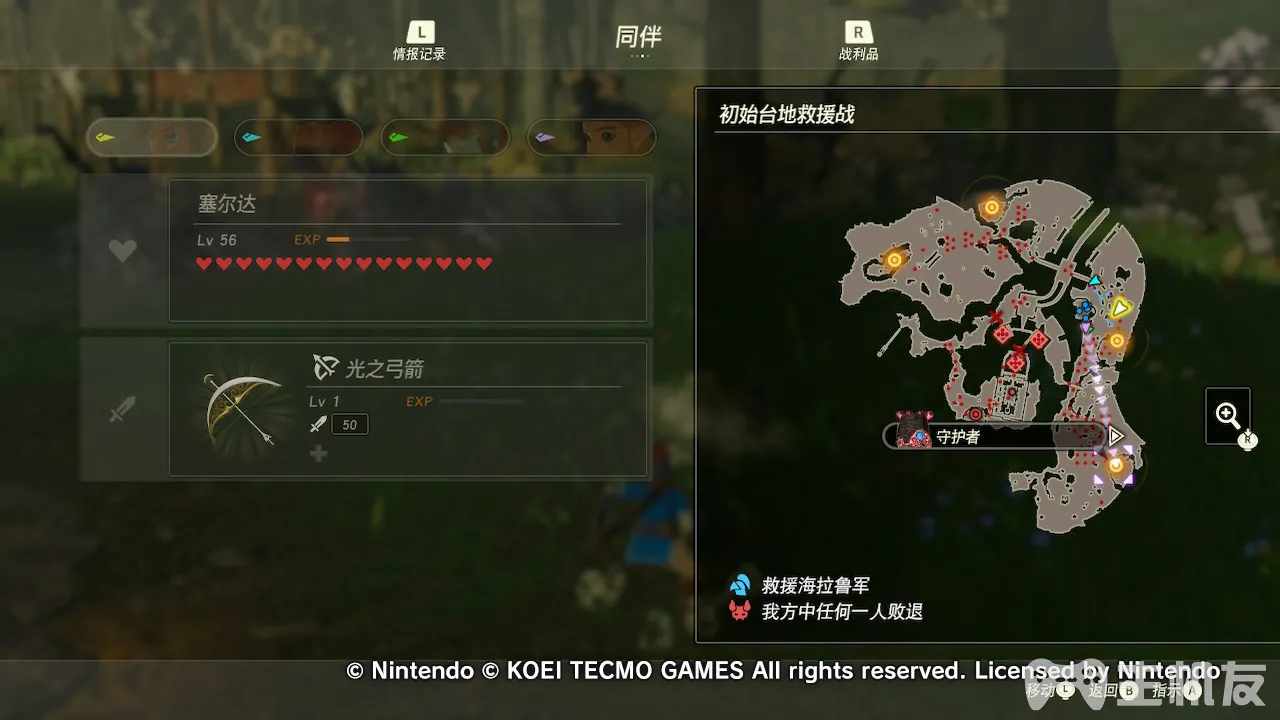 L
情报记录
同伴
R
战利品
初始台地救援战
塞尔达
Lv 56 EXP
光之弓箭
Lv 1 EXP
50
守护者
R
救援海拉鲁军
我方中任何一人败退
© Nintendo © KOEI TECMO GAMES All rights reserved. Licensed by Nintendo
移动 L 返回 B 指示 A
手机友